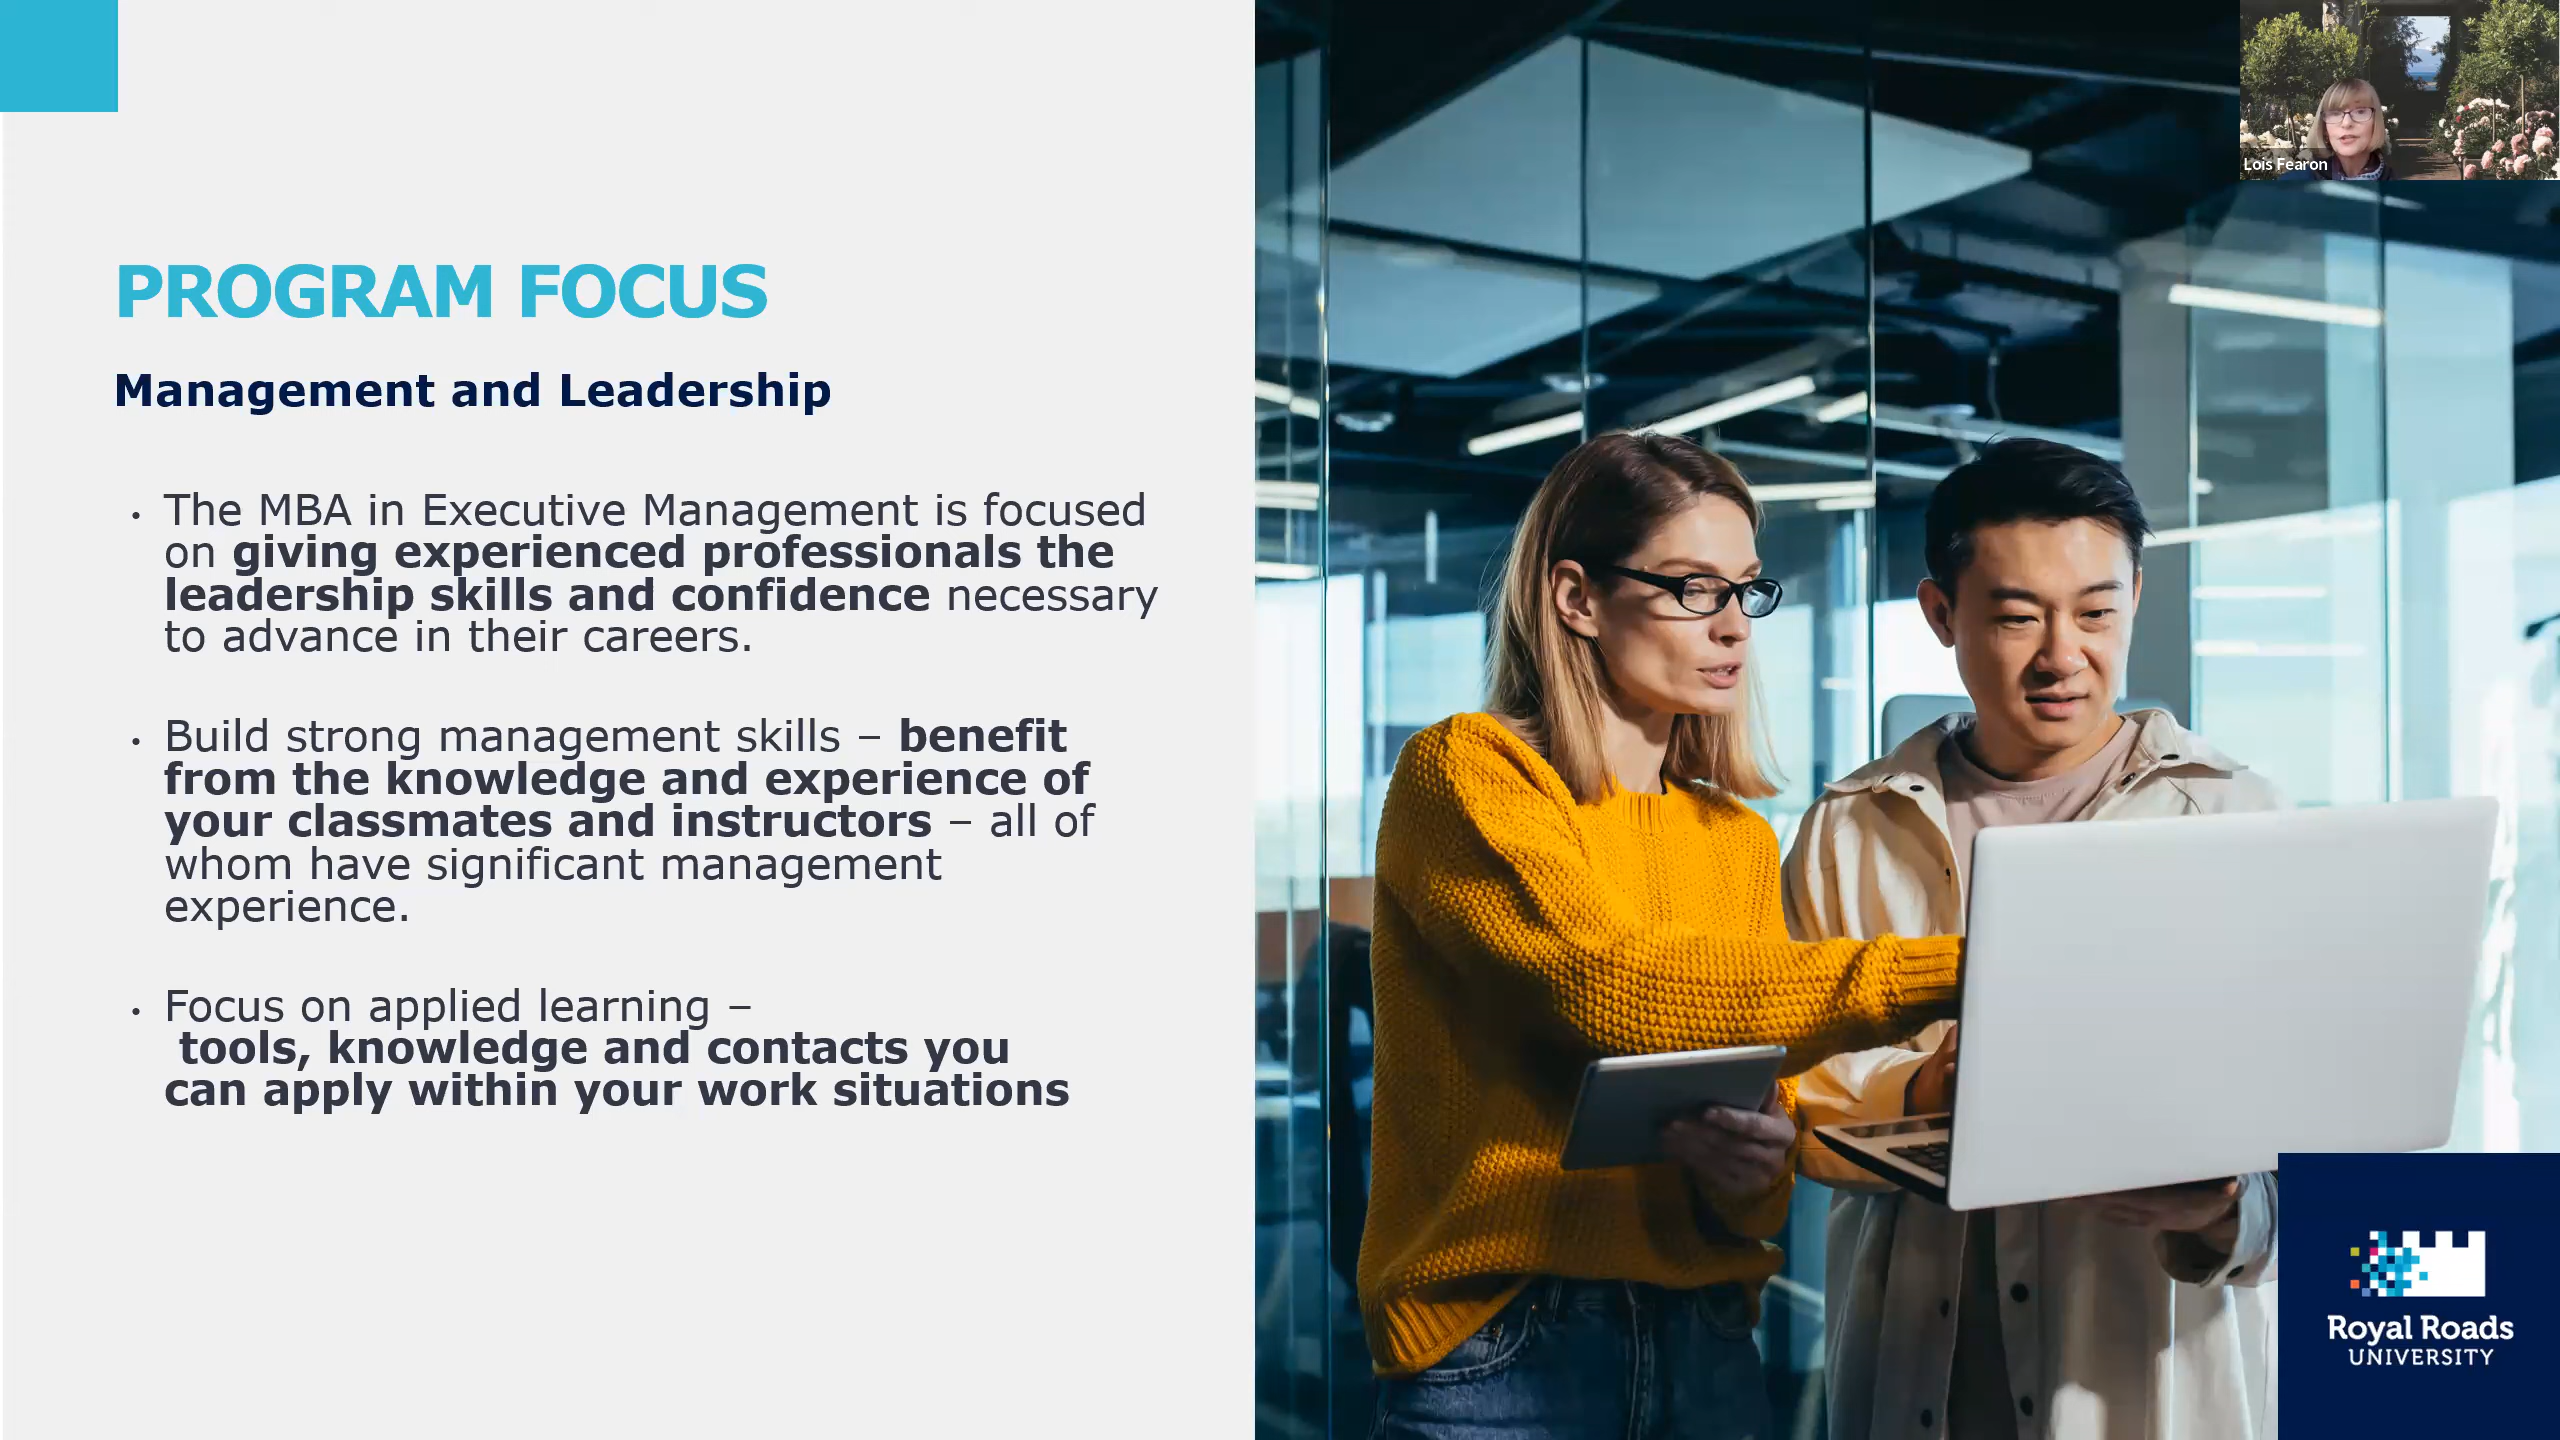 Lois Fearon
PROGRAM FOCUS
Management and Leadership
• The MBA in Executive Management is focused
on giving experienced professionals the
leadership skills and confidence necessary
to advance in their careers.
• Build strong management skills – benefit
from the knowledge and experience of
your classmates and instructors – all of
whom have significant management
experience.
• Focus on applied learning –
tools, knowledge and contacts you
can apply within your work situations
Royal Roads
UNIVERSITY